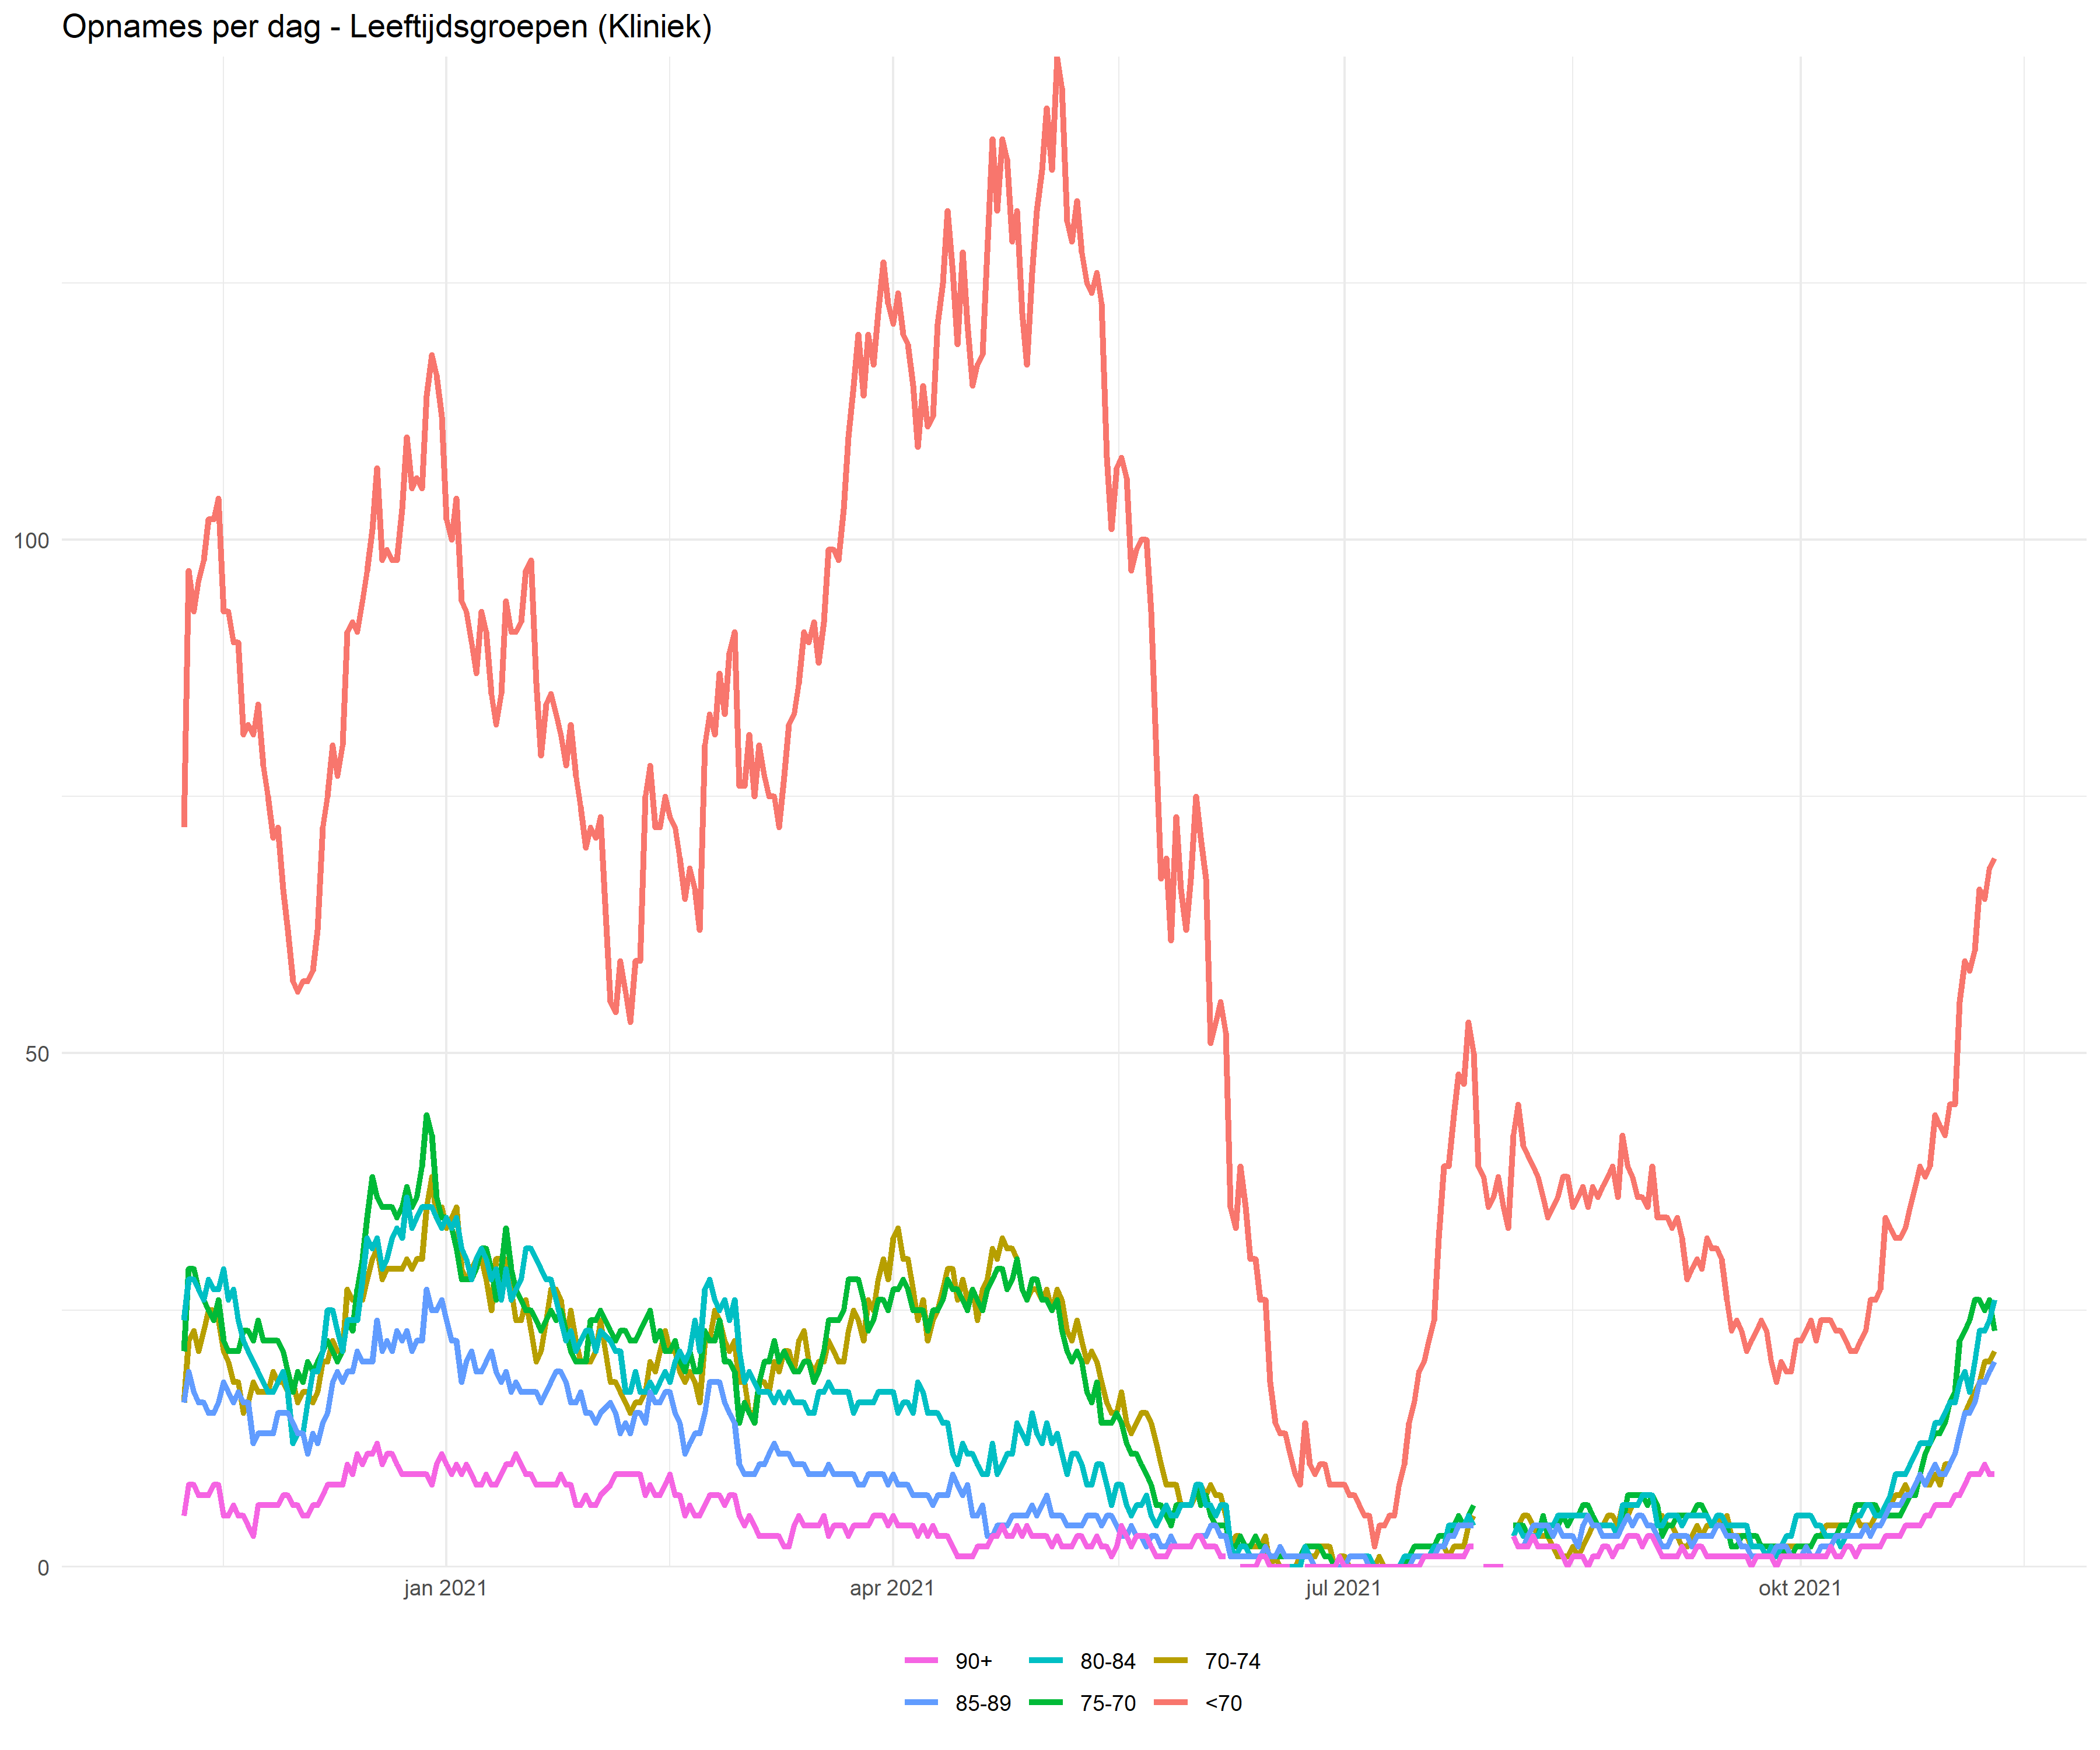 Opnames per dag - Leeftijdsgroepen (Kliniek)
100
50
0
jan 2021
apr 2021
jul 2021
okt 2021
90+ 80-84 70-74
85-89 75-70 <70